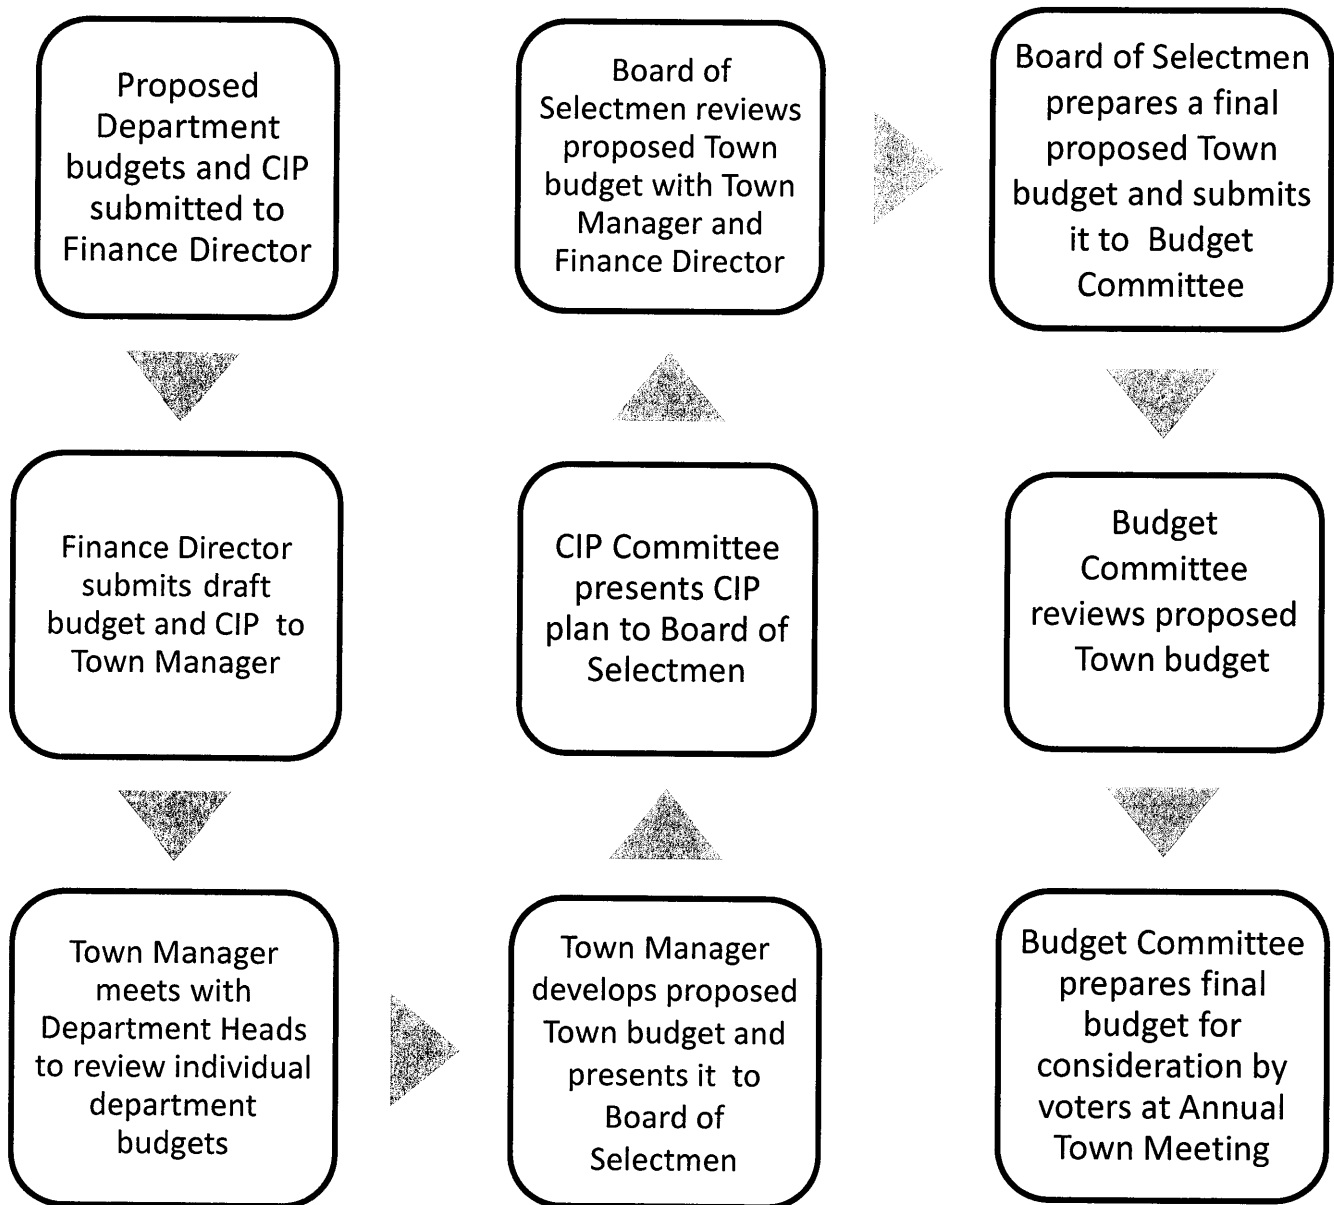 Proposed
Department
budgets and CIP
submitted to
Finance Director
Finance Director
submits draft
budget and CIP to
Town Manager
Town Manager
meets with
Department Heads
to review individual
department
budgets
Town Manager
develops proposed
Town budget and
presents it to
Board of
Selectmen
CIP Committee
presents CIP
plan to Board of
Selectmen
Board of
Selectmen reviews
proposed Town
budget with Town
Manager and
Finance Director
Board of Selectmen
prepares a final
proposed Town
budget and submits
it to Budget
Committee
Budget
Committee
reviews proposed
Town budget
Budget Committee
prepares final
budget for
consideration by
voters at Annual
Town Meeting